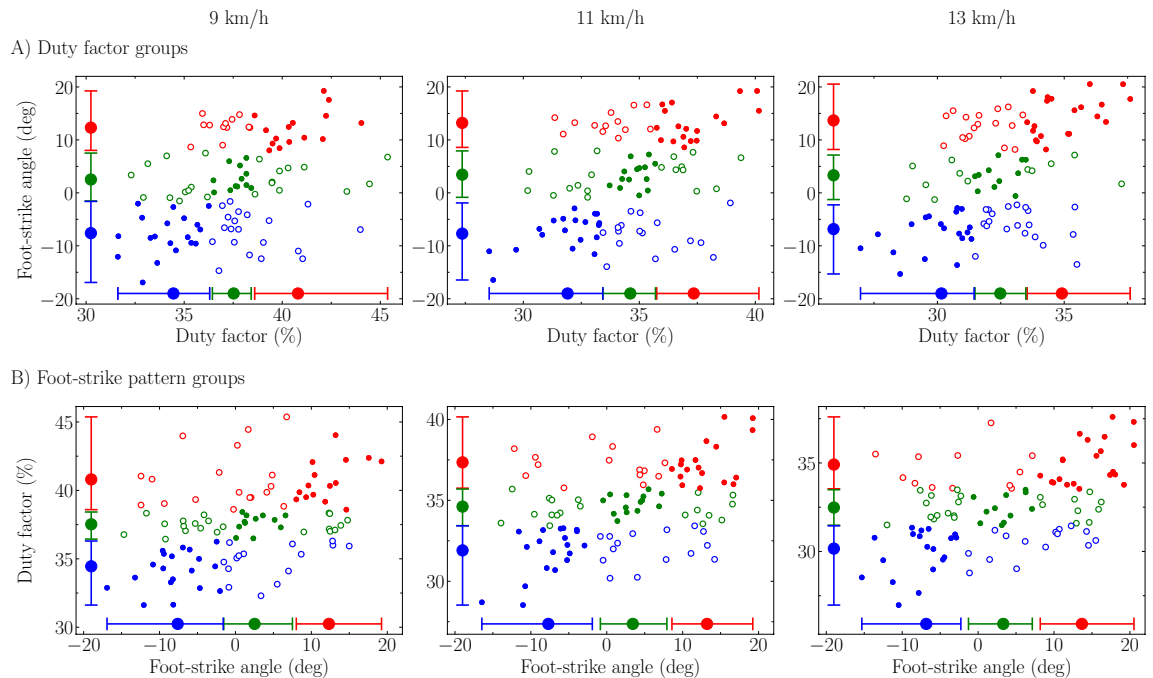 9 km/h 11 km/h 13 km/h
A) Duty factor groups
Foot-strike angle (deg)
20
10
0
−10
−20
30 35 40 45
Duty factor (%)
20
10
0
−10
−20
30 35 40
Duty factor (%)
20
10
0
−10
−20
30 35
Duty factor (%)
B) Foot-strike pattern groups
Duty factor (%)
45
40
35
30
−20 −10 0 10 20
Foot-strike angle (deg)
40
35
30
−20 −10 0 10 20
Foot-strike angle (deg)
35
30
−20 −10 0 10 20
Foot-strike angle (deg)